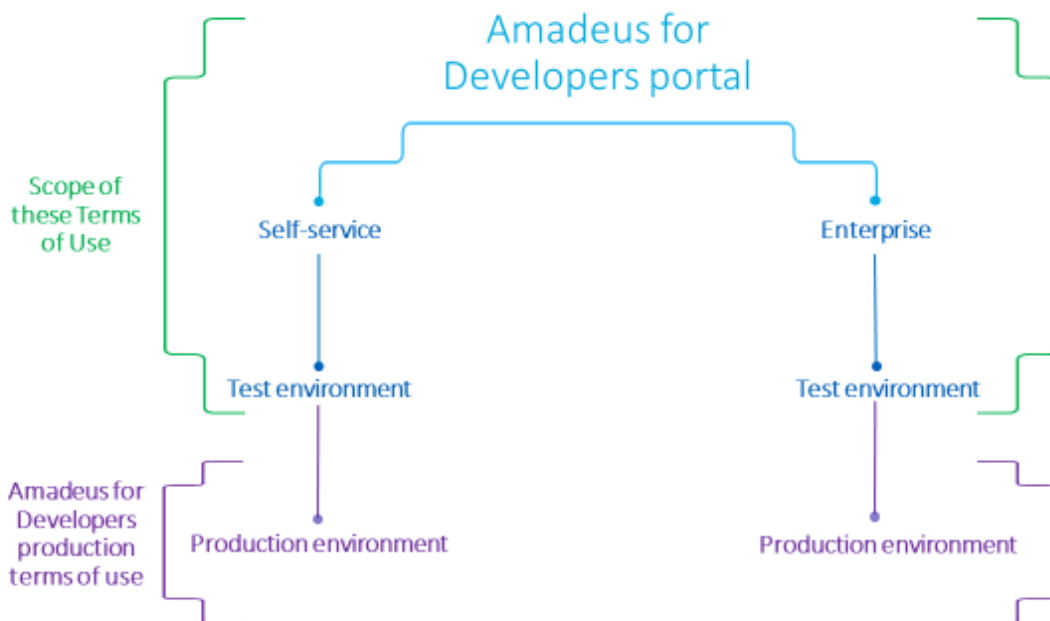 Amadeus for
Developers portal
Scope of
these Terms
of Use
Self-service
Enterprise
Test environment
Test environment
Amadeus for
Developers
production
terms of use
Production environment
Production environment